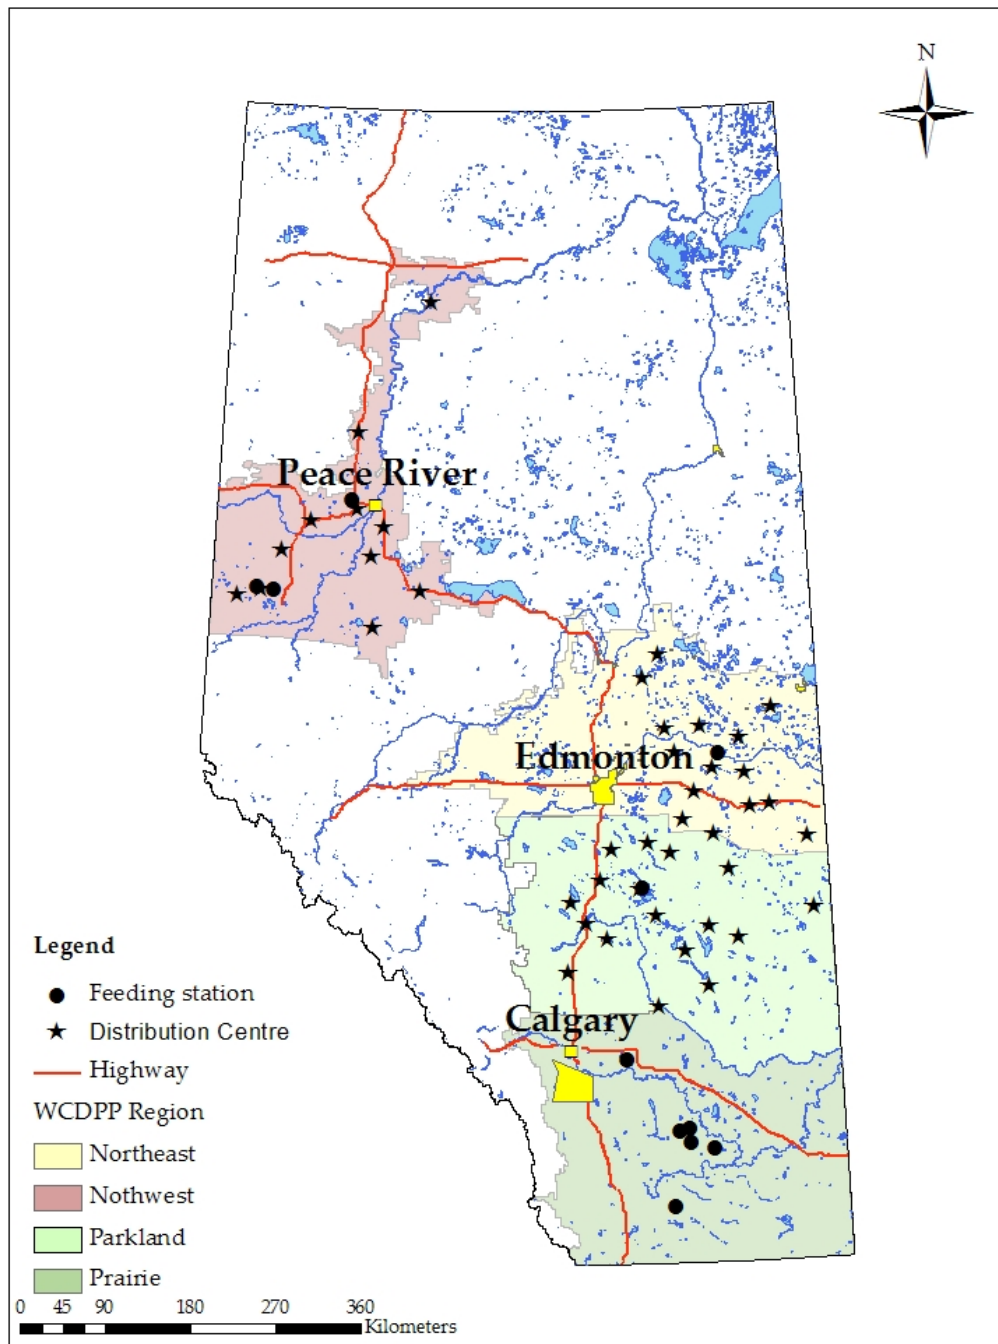 N
Peace River
Edmonton
Calgary
Legend
Feeding station
Distribution Centre
Highway
WCDPP Region
Northeast
Nothwest
Parkland
Prairie
0 45 90 180 270 360
Kilometers